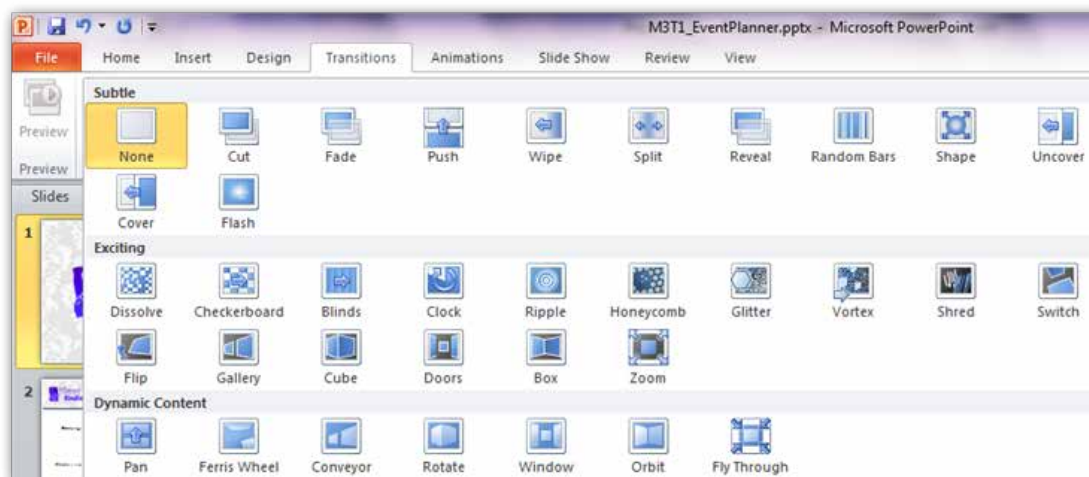 M3T1_EventPlanner.pptx - Microsoft PowerPoint
File Home Insert Design Transitions Animations Slide Show Review View
Subtle
Preview
None Cut Fade Push Wipe Split Reveal Random Bars Shape Uncover
Preview
Slides
Cover Flash
1
Exciting
Dissolve Checkerboard Blinds Clock Ripple Honeycomb Glitter Vortex Shred Switch
Flip Gallery Cube Doors Box Zoom
2
Dynamic Content
Pan Ferris Wheel Conveyor Rotate Window Orbit Fly Through